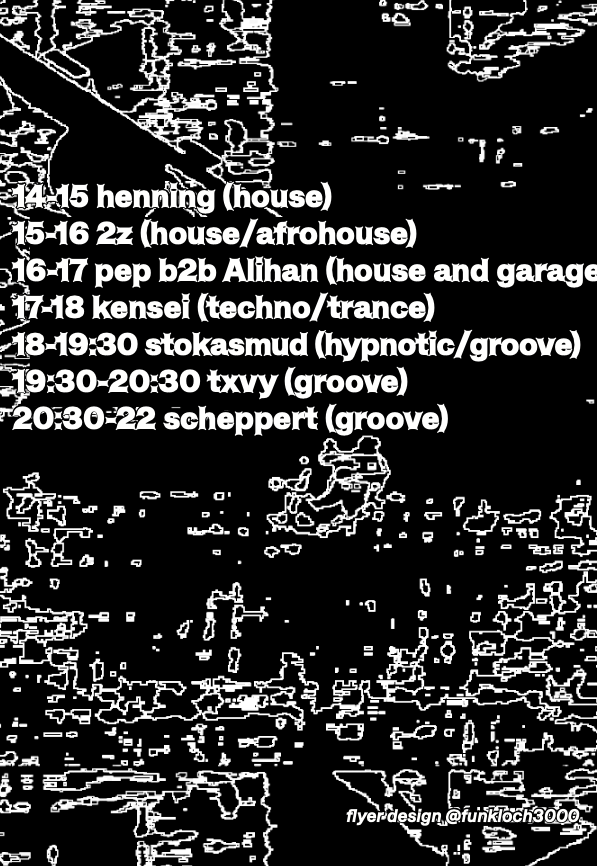 14-15 henning (house)
15-16 2z (house/afrohouse)
16-17 pep b2b Alihan (house and garage
17-18 kensei (techno/trance)
18-19:30 stokasmud (hypnotic/groove)
19:30-20:30 txvy (groove)
20:30-22 scheppert (groove)
flyer design @funkloch3000